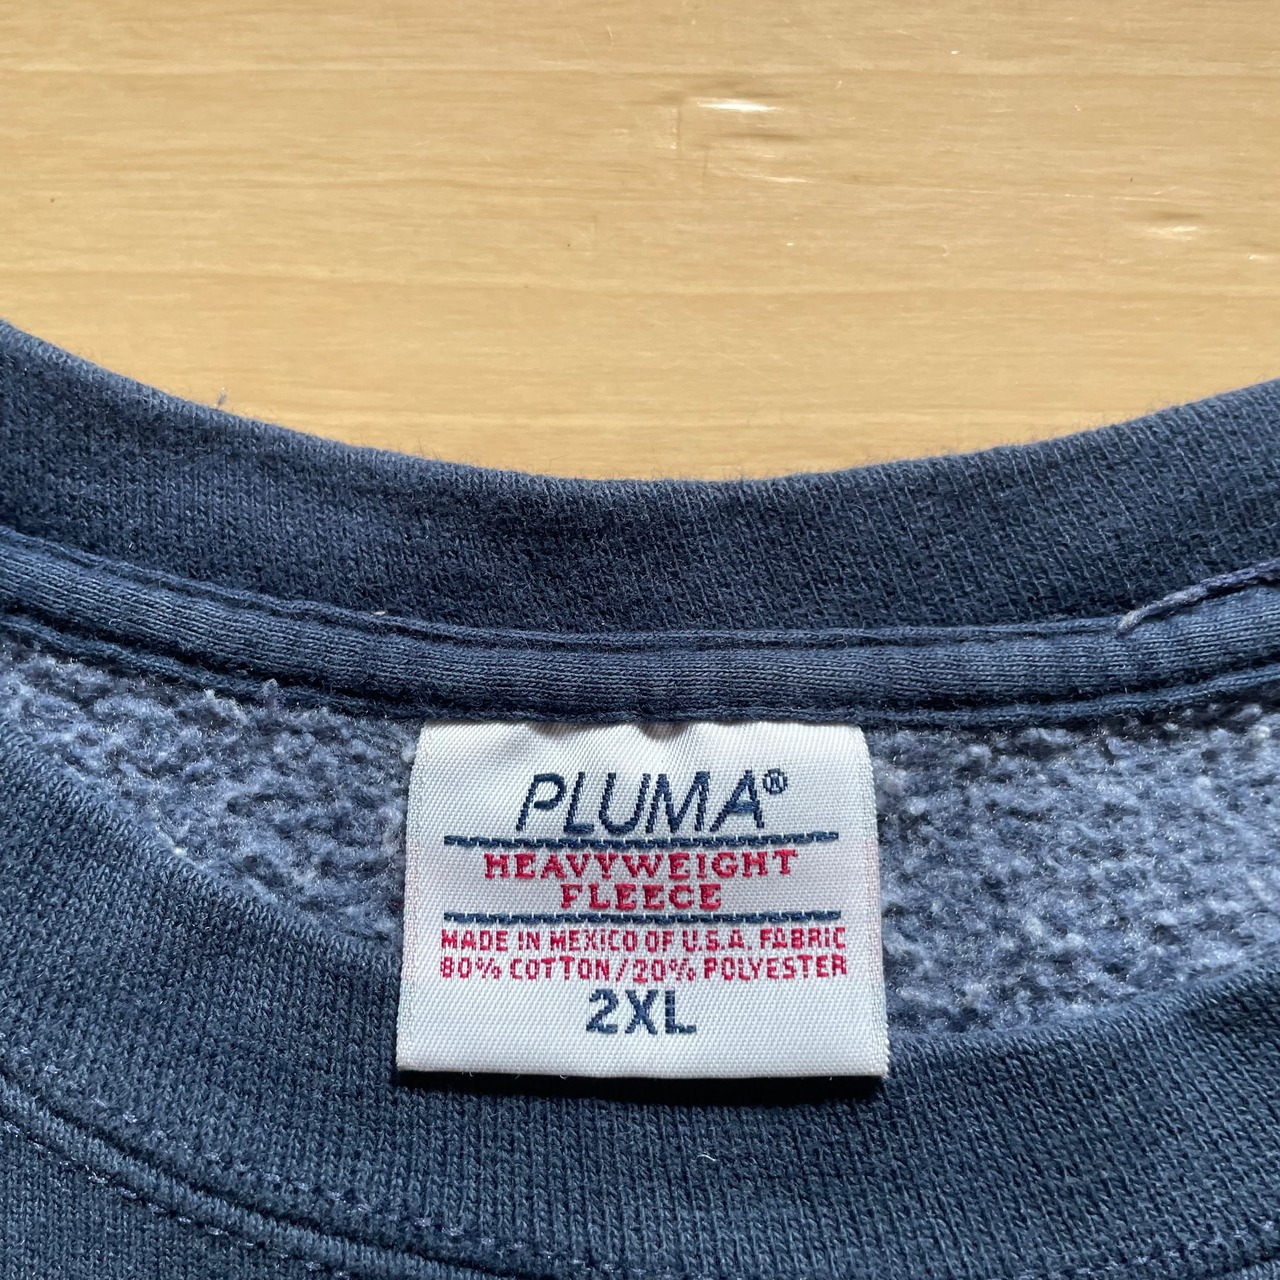 PLUMA®
HEAVYWEIGHT
FLEECE
MADE IN MEXICO OF U.S.A. FABRIC
80% COTTON/20% POLYESTER
2XL